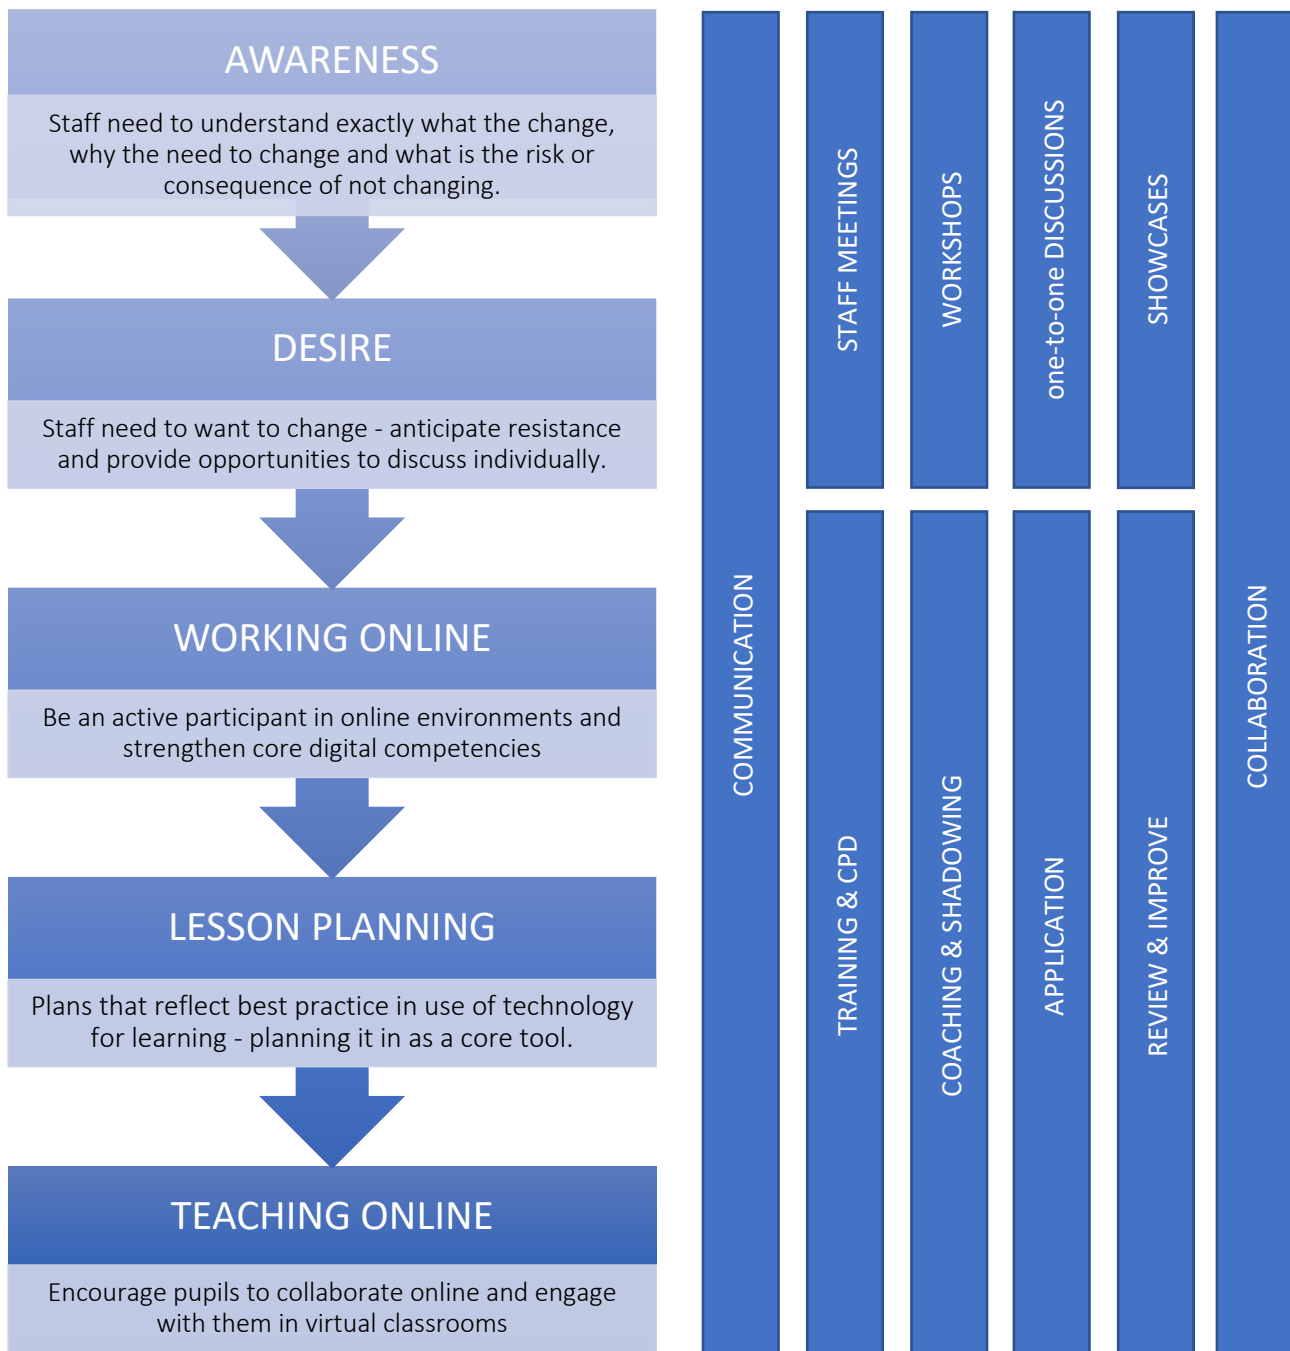 AWARENESS
Staff need to understand exactly what the change,
why the need to change and what is the risk or
consequence of not changing.
DESIRE
Staff need to want to change - anticipate resistance
and provide opportunities to discuss individually.
WORKING ONLINE
Be an active participant in online environments and
strengthen core digital competencies
LESSON PLANNING
Plans that reflect best practice in use of technology
for learning - planning it in as a core tool.
TEACHING ONLINE
Encourage pupils to collaborate online and engage
with them in virtual classrooms
COMMUNICATION
STAFF MEETINGS
WORKSHOPS
one-to-one DISCUSSIONS
SHOWCASES
TRAINING & CPD
COACHING & SHADOWING
APPLICATION
REVIEW & IMPROVE
COLLABORATION